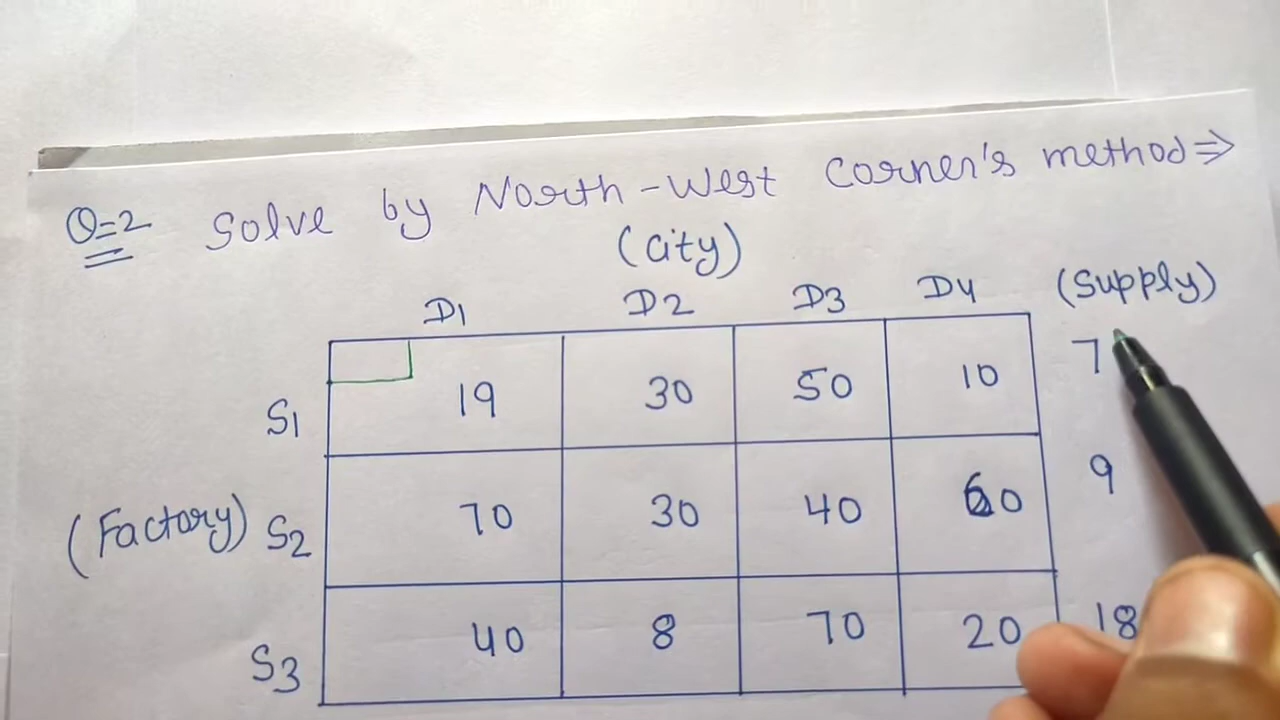 Q=2 Solve by North-West Corner's method⇒
(City)
D1 D2 D3 D4 (Supply)
S1 19 30 50 10 7
(Factory) S2 70 30 40 60 9
S3 40 8 70 20 18